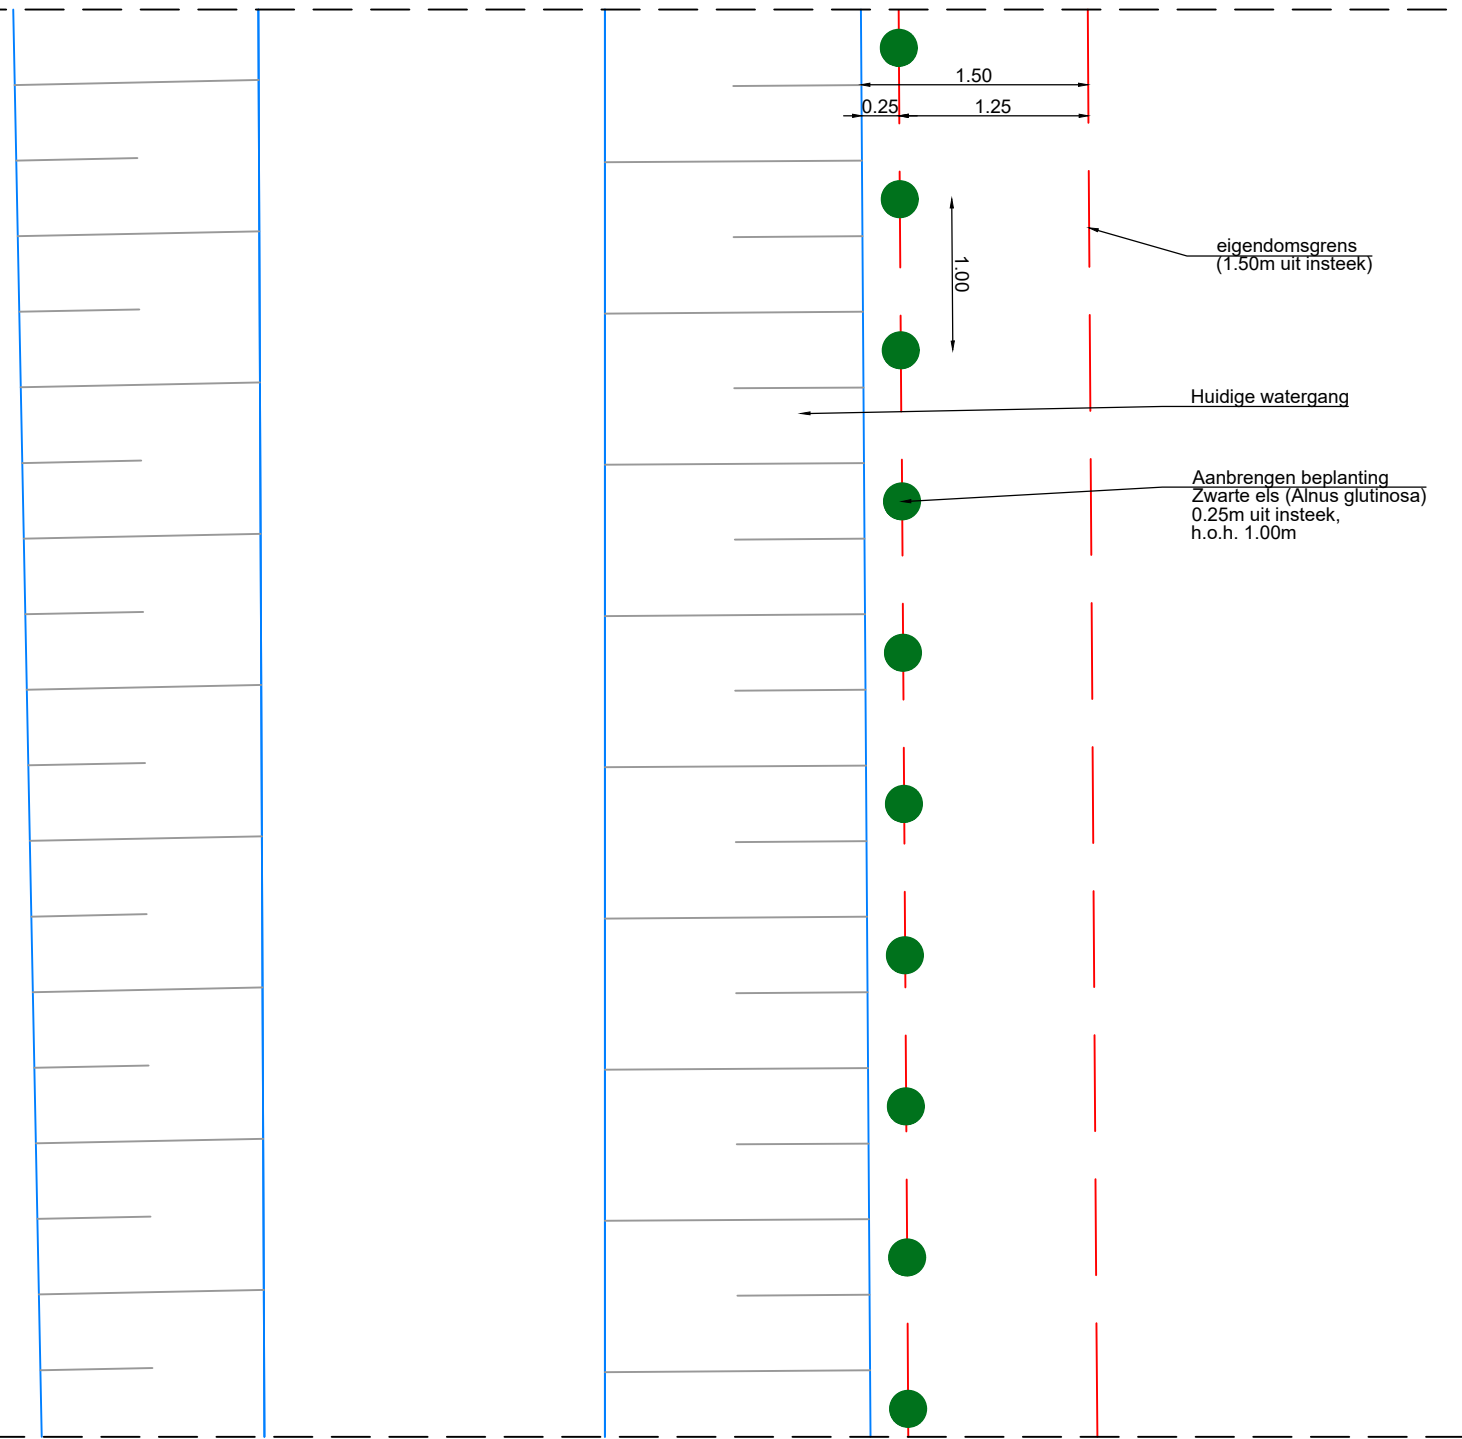 1.50
0.25
1.25
1.00
eigendomsgrens
(1.50m uit insteek)
Huidige watergang
Aanbrengen beplanting
Zwarte els (Alnus glutinosa)
0.25m uit insteek,
h.o.h. 1.00m